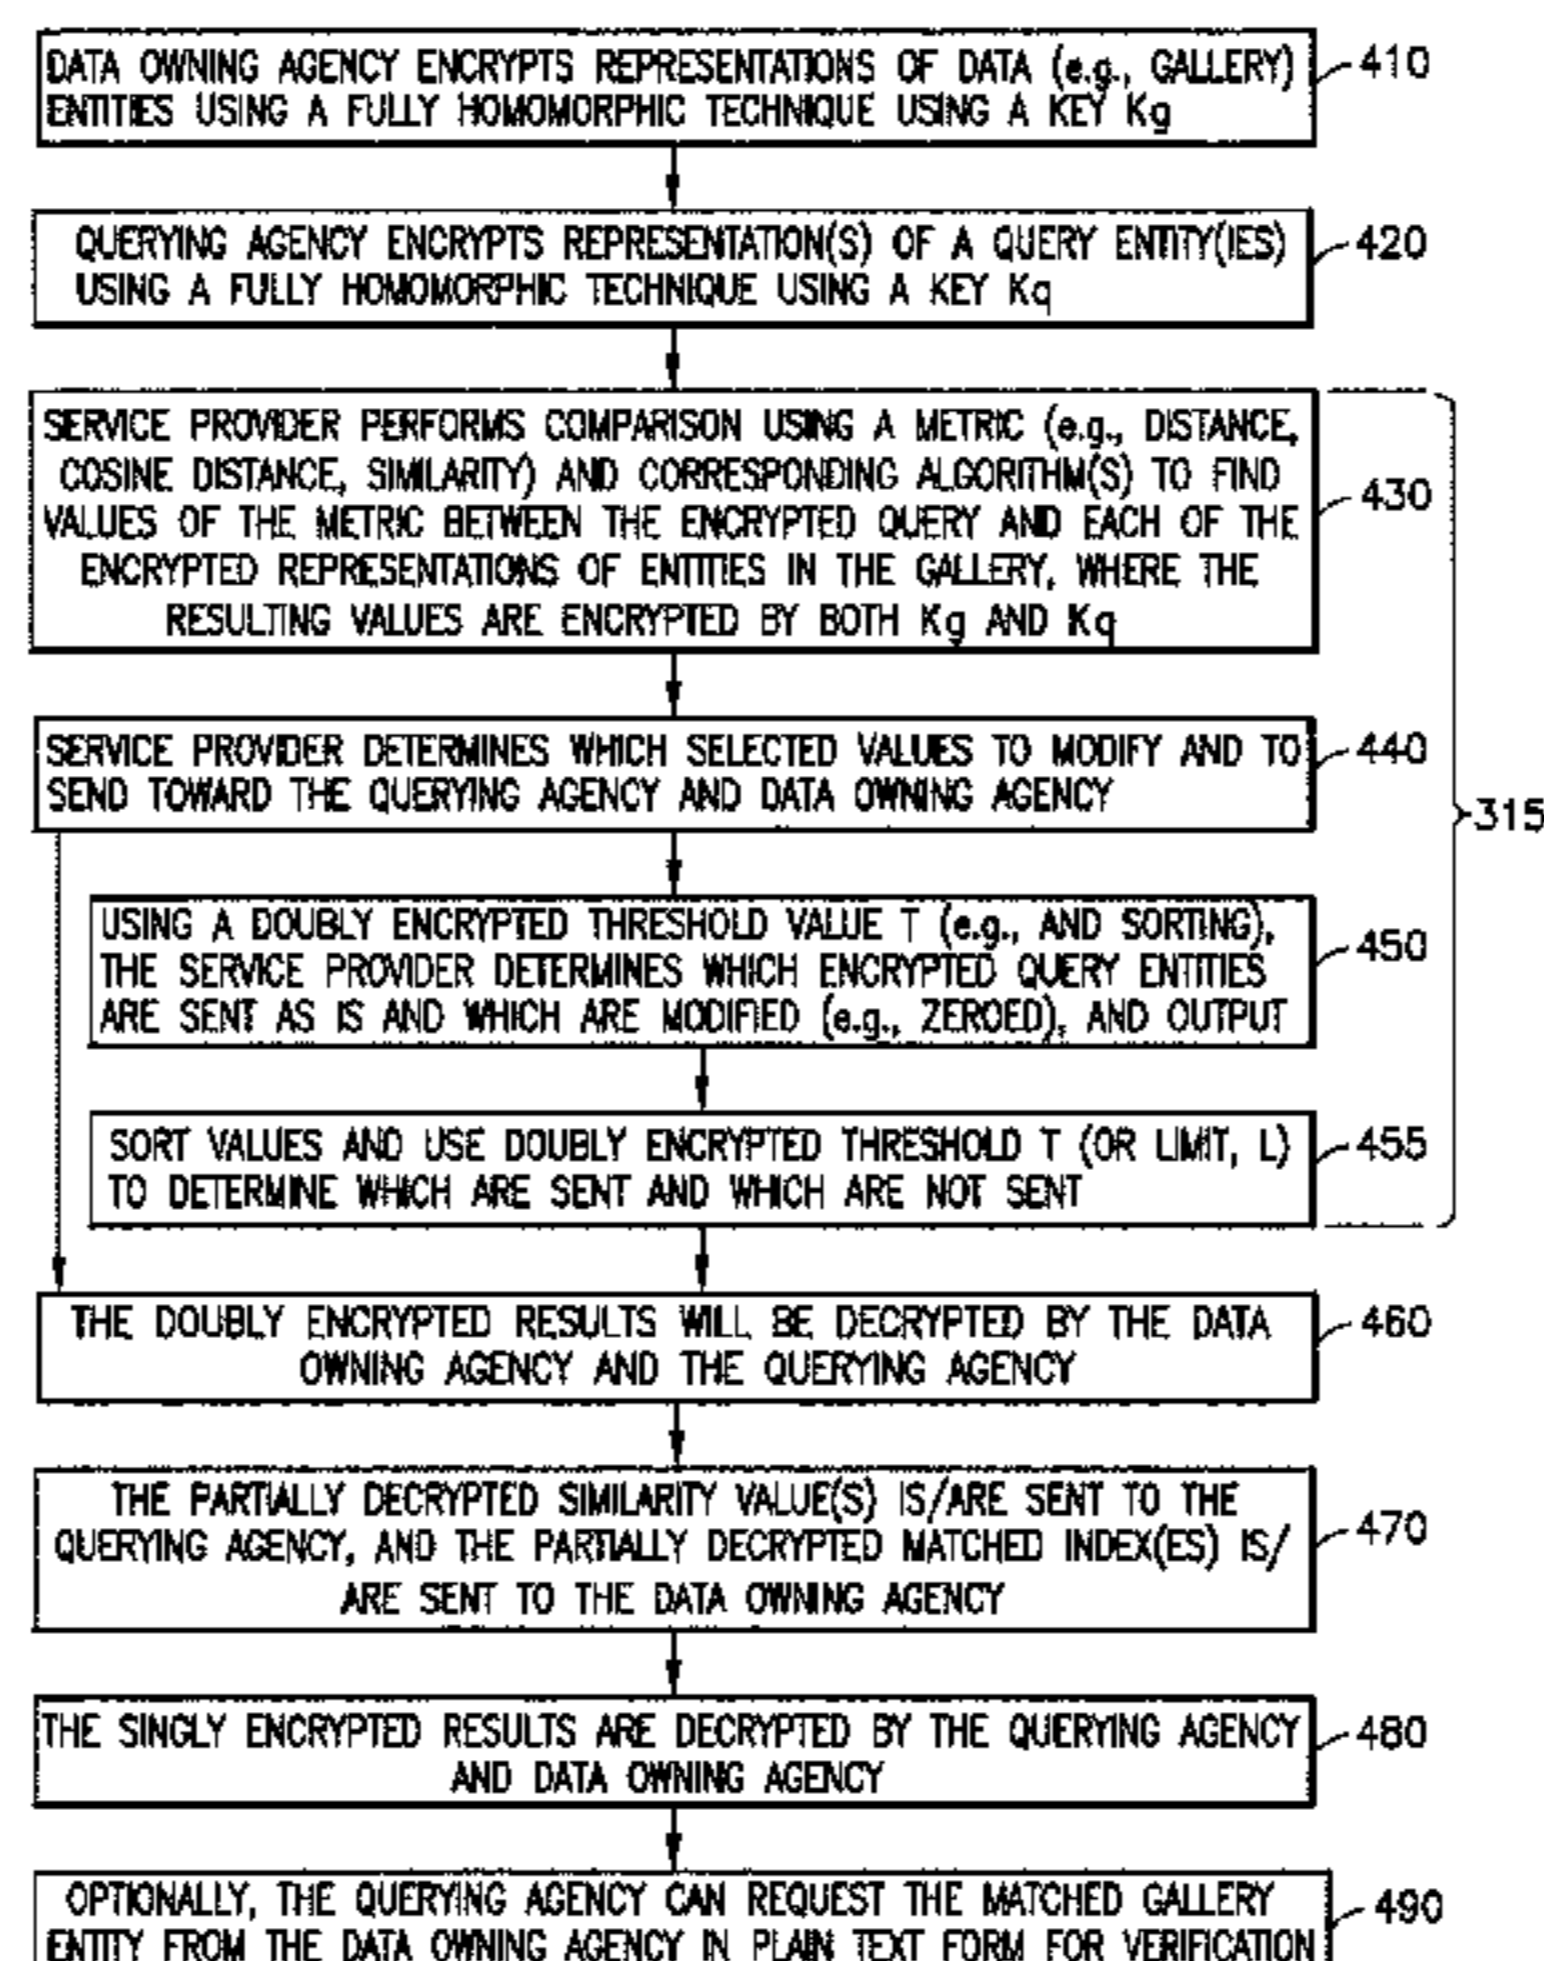 DATA OWNING AGENCY ENCRYPTS REPRESENTATIONS OF DATA (e.g., GALLERY)
ENTITIES USING A FULLY HOMOMORPHIC TECHNIQUE USING A KEY Kg
410
QUERYING AGENCY ENCRYPTS REPRESENTATION(S) OF A QUERY ENTITY(IES)
USING A FULLY HOMOMORPHIC TECHNIQUE USING A KEY Kq
420
SERVICE PROVIDER PERFORMS COMPARISON USING A METRIC (e.g., DISTANCE,
COSINE DISTANCE, SIMILARITY) AND CORRESPONDING ALGORITHM(S) TO FIND
VALUES OF THE METRIC BETWEEN THE ENCRYPTED QUERY AND EACH OF THE
ENCRYPTED REPRESENTATIONS OF ENTITIES IN THE GALLERY, WHERE THE
RESULTING VALUES ARE ENCRYPTED BY BOTH Kg AND Kq
430
SERVICE PROVIDER DETERMINES WHICH SELECTED VALUES TO MODIFY AND TO
SEND TOWARD THE QUERYING AGENCY AND DATA OWNING AGENCY
440
315
USING A DOUBLY ENCRYPTED THRESHOLD VALUE T (e.g., AND SORTING),
THE SERVICE PROVIDER DETERMINES WHICH ENCRYPTED QUERY ENTITIES
ARE SENT AS IS AND WHICH ARE MODIFIED (e.g., ZEROED), AND OUTPUT
450
SORT VALUES AND USE DOUBLY ENCRYPTED THRESHOLD T (OR LIMIT, L)
TO DETERMINE WHICH ARE SENT AND WHICH ARE NOT SENT
455
THE DOUBLY ENCRYPTED RESULTS WILL BE DECRYPTED BY THE DATA
OWNING AGENCY AND THE QUERYING AGENCY
460
THE PARTIALLY DECRYPTED SIMILARITY VALUE(S) IS/ARE SENT TO THE
QUERYING AGENCY, AND THE PARTIALLY DECRYPTED MATCHED INDEX(ES) IS/
ARE SENT TO THE DATA OWNING AGENCY
470
THE SINGLY ENCRYPTED RESULTS ARE DECRYPTED BY THE QUERYING AGENCY
AND DATA OWNING AGENCY
480
OPTIONALLY, THE QUERYING AGENCY CAN REQUEST THE MATCHED GALLERY
ENTITY FROM THE DATA OWNING AGENCY IN PLAIN TEXT FORM FOR VERIFICATION
490